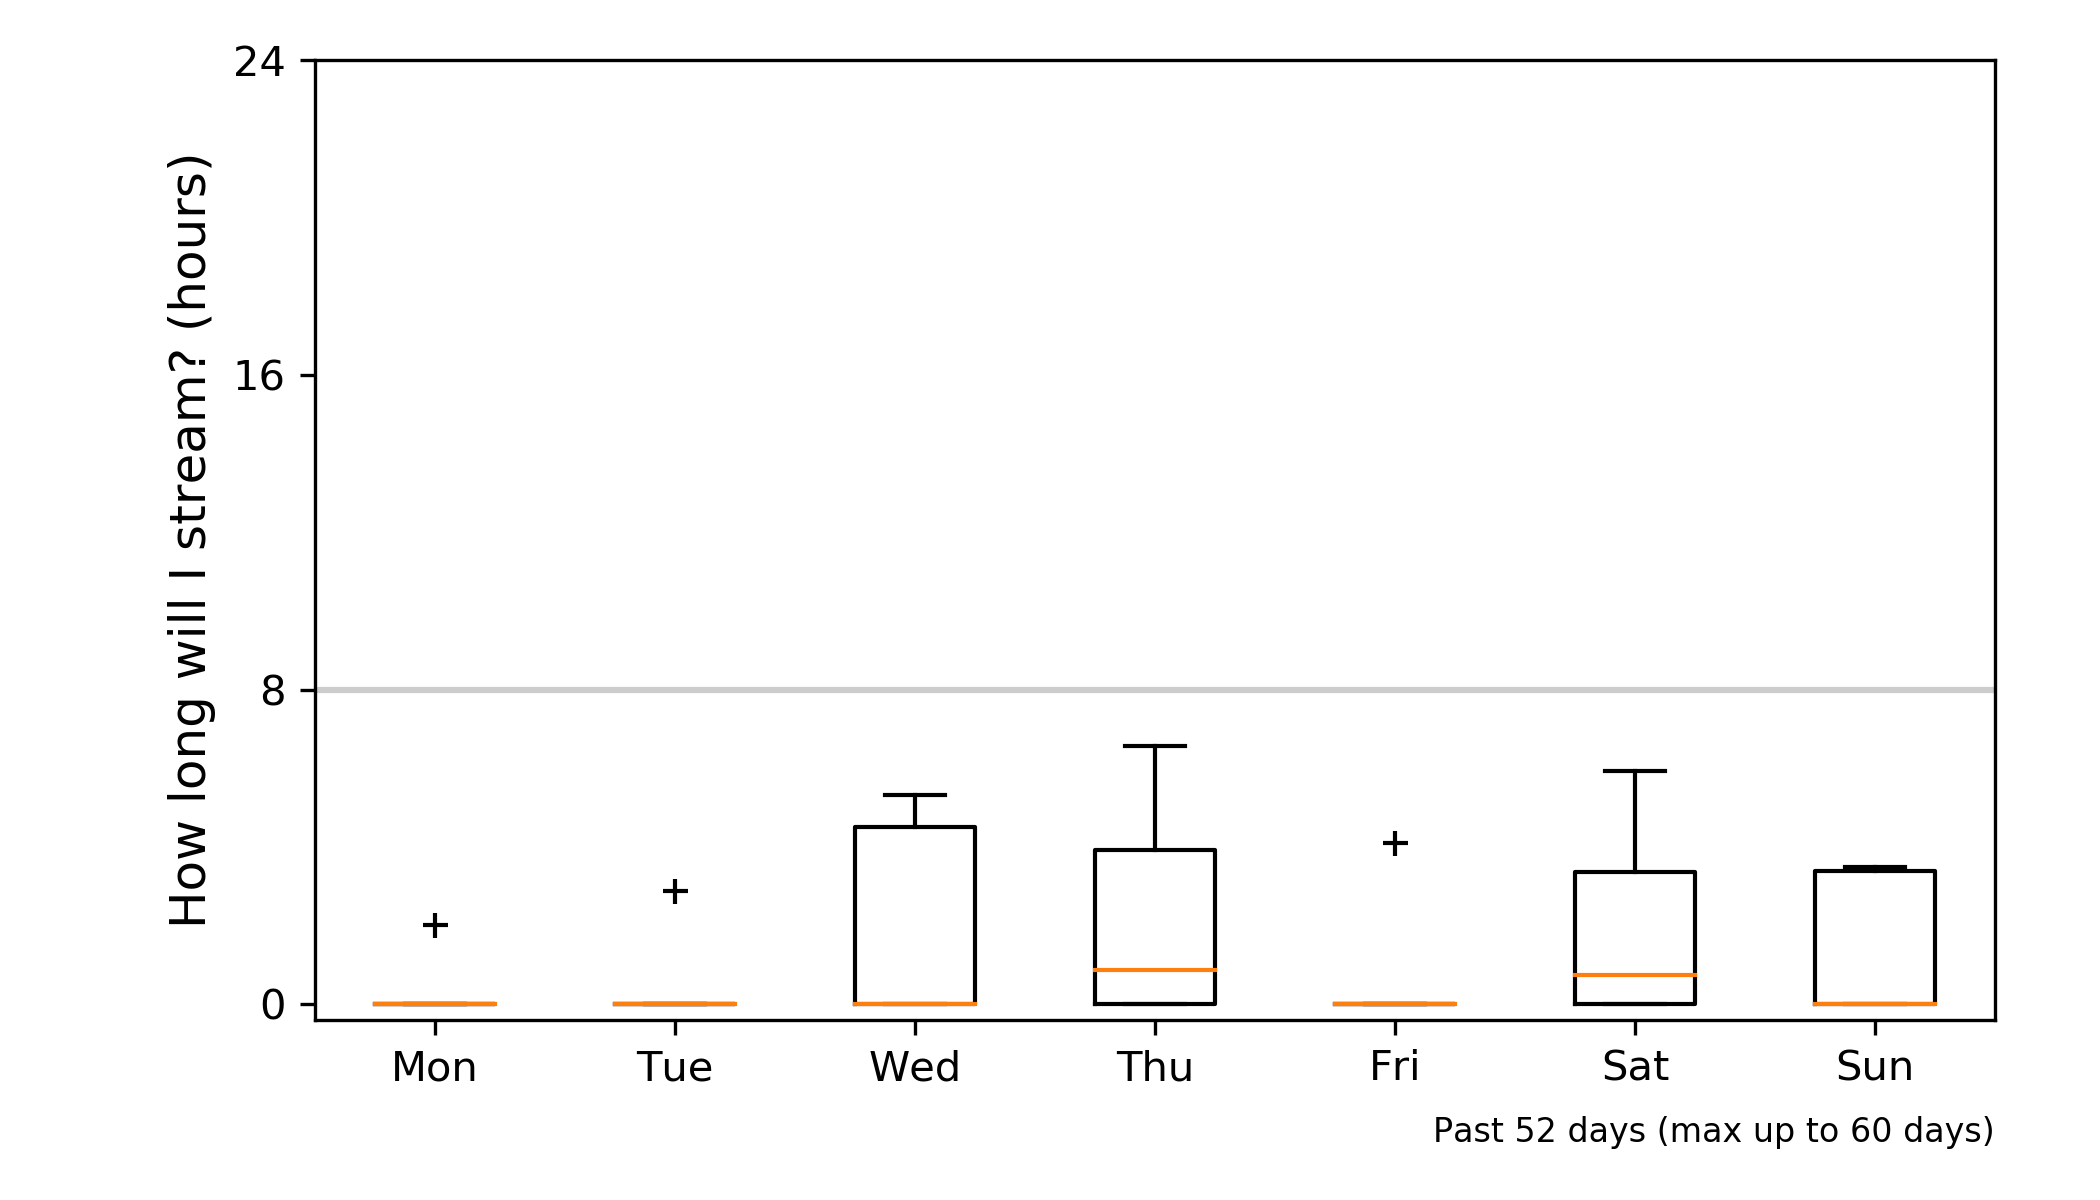 How long will I stream? (hours)
24
16
8
0
Mon Tue Wed Thu Fri Sat Sun
Past 52 days (max up to 60 days)